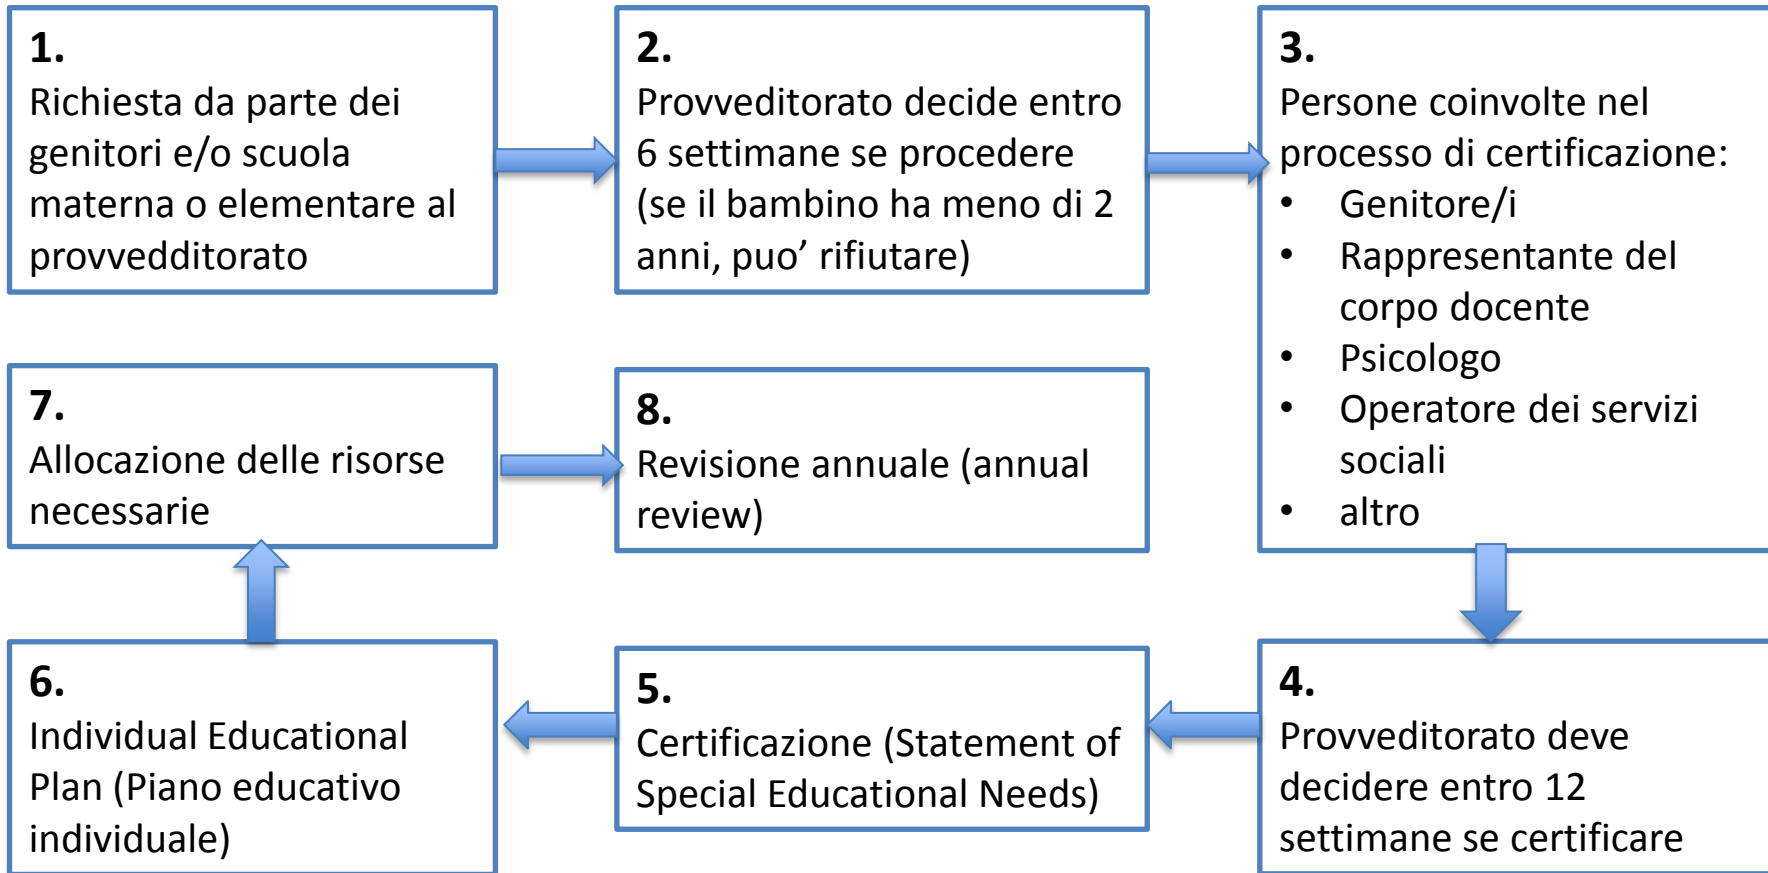 1.
Richiesta da parte dei
genitori e/o scuola
materna o elementare al
provvedditorato
2.
Provveditorato decide entro
6 settimane se procedere
(se il bambino ha meno di 2
anni, puo’ rifiutare)
3.
Persone coinvolte nel
processo di certificazione:
• Genitore/i
• Rappresentante del
corpo docente
• Psicologo
• Operatore dei servizi
sociali
• altro
4.
Provveditorato deve
decidere entro 12
settimane se certificare
5.
Certificazione (Statement of
Special Educational Needs)
6.
Individual Educational
Plan (Piano educativo
individuale)
7.
Allocazione delle risorse
necessarie
8.
Revisione annuale (annual
review)